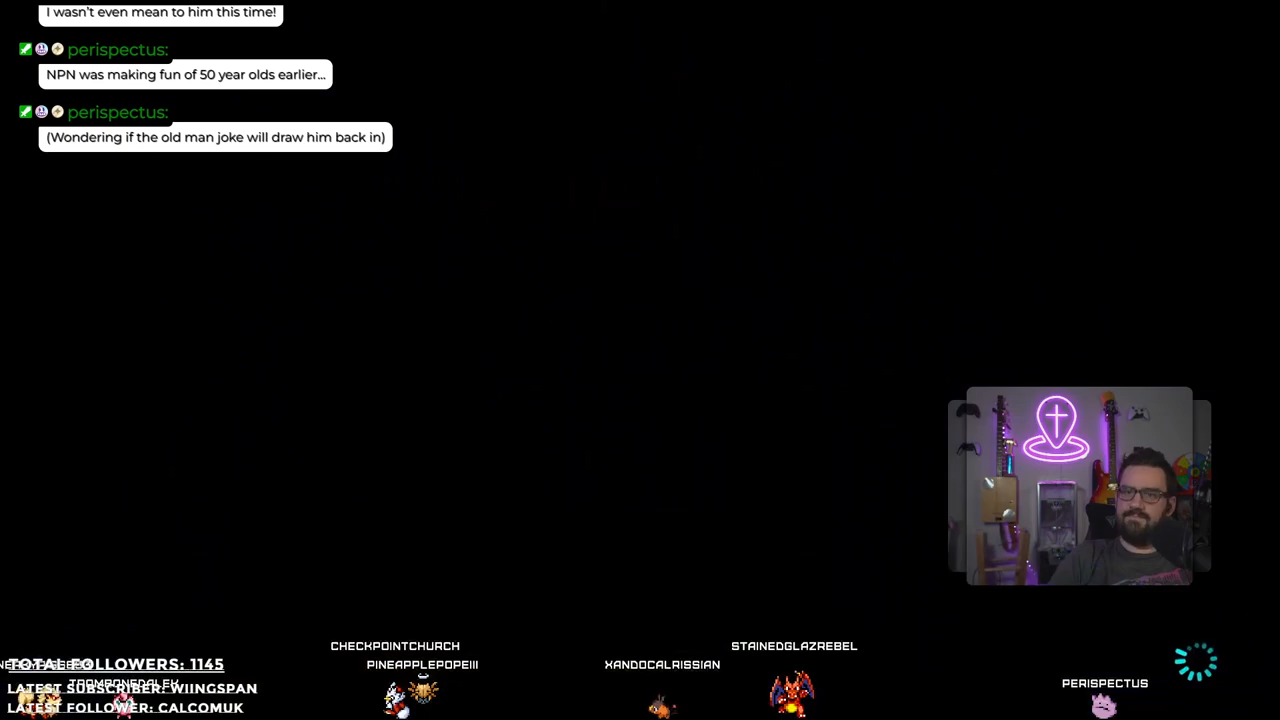 I wasn't even mean to him this time!
perispectus:
NPN was making fun of 50 year olds earlier...
perispectus:
(Wondering if the old man joke will draw him back in)
CHECKPOINTCHURCH
STAINEDGLAZREBEL
TOTAL FOLLOWERS: 1145
PINEAPPLEPOPEIII
XANDOCALRISSIAN
PERISPECTUS
LATEST SUBSCRIBER: WIINGSPAN
LATEST FOLLOWER: CALCOMUK